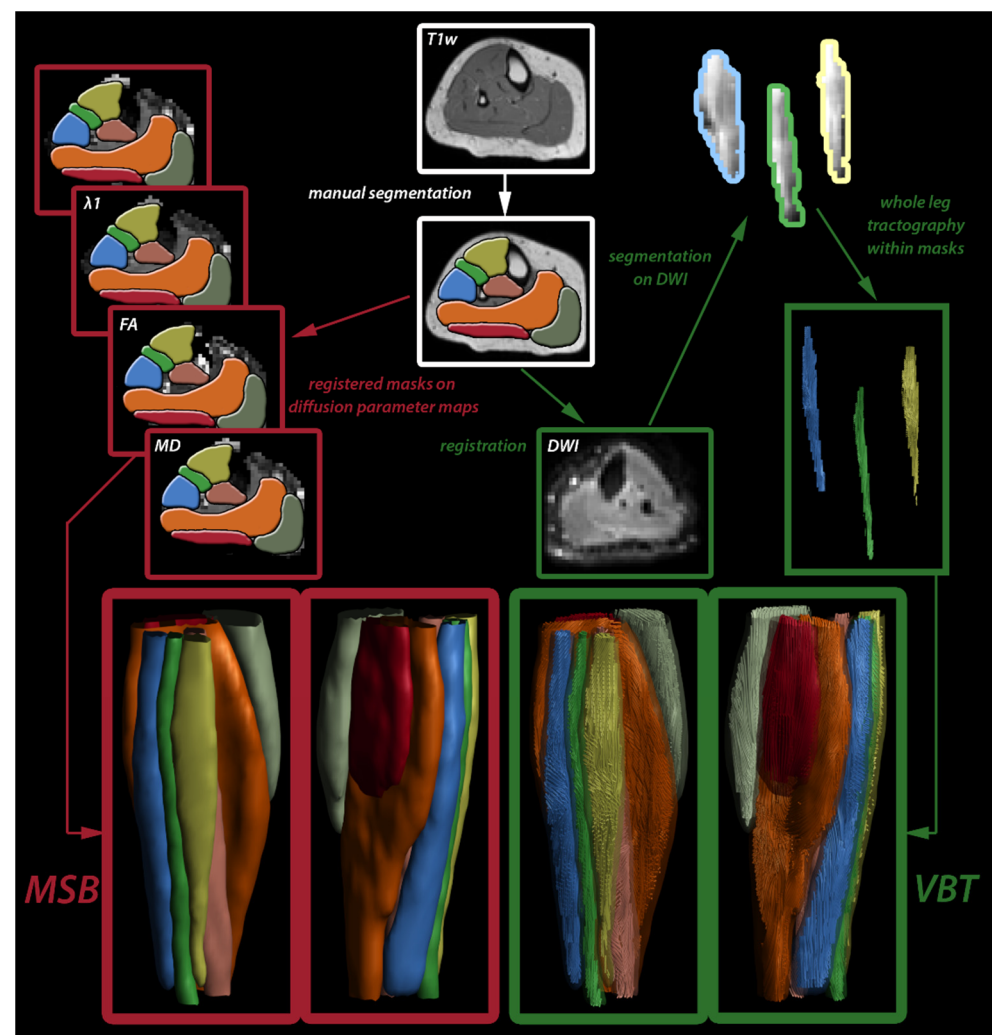 T1w
manual segmentation
λ1
FA
MD
registered masks on
diffusion parameter maps
segmentation
on DWI
whole leg
tractography
within masks
registration
DWI
MSB
VBT